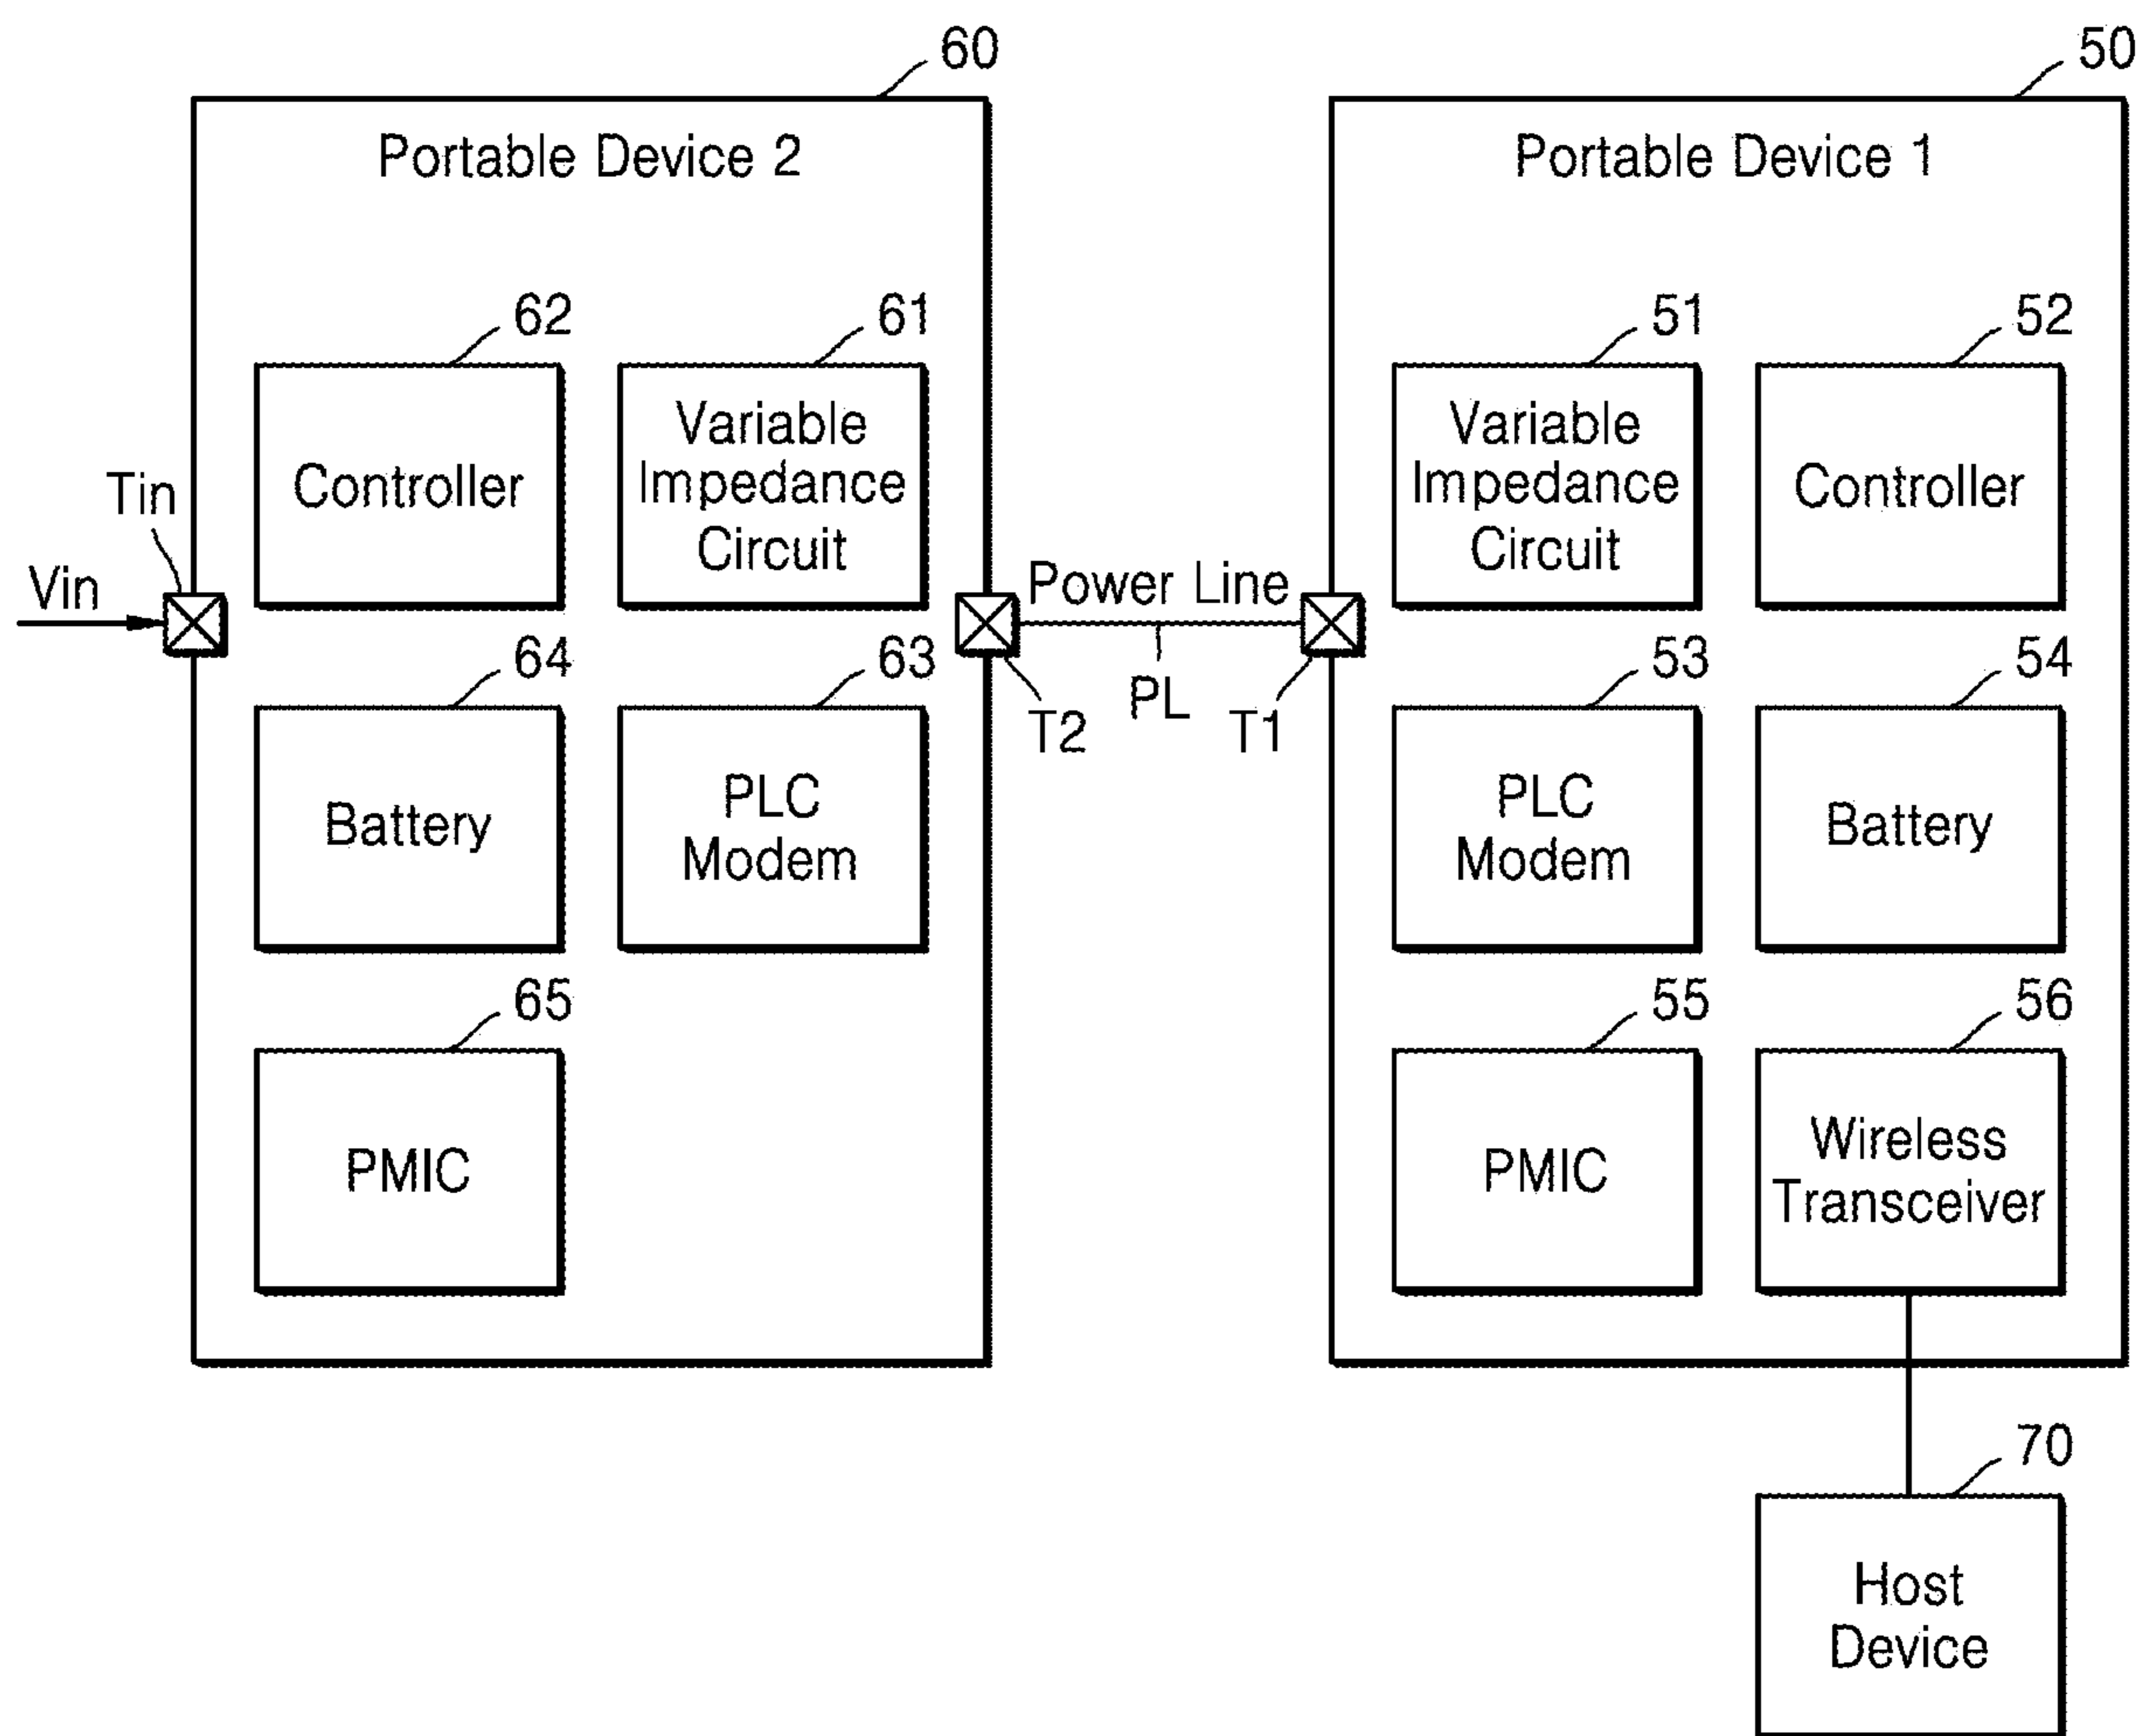 60
50
Portable Device 2
Portable Device 1
62
61
51
52
Controller
Variable
Impedance
Circuit
Variable
Impedance
Circuit
Controller
Tin
Vin
Power Line
PL
T2
T1
64
63
53
54
Battery
PLC
Modem
PLC
Modem
Battery
65
55
56
PMIC
PMIC
Wireless
Transceiver
70
Host
Device